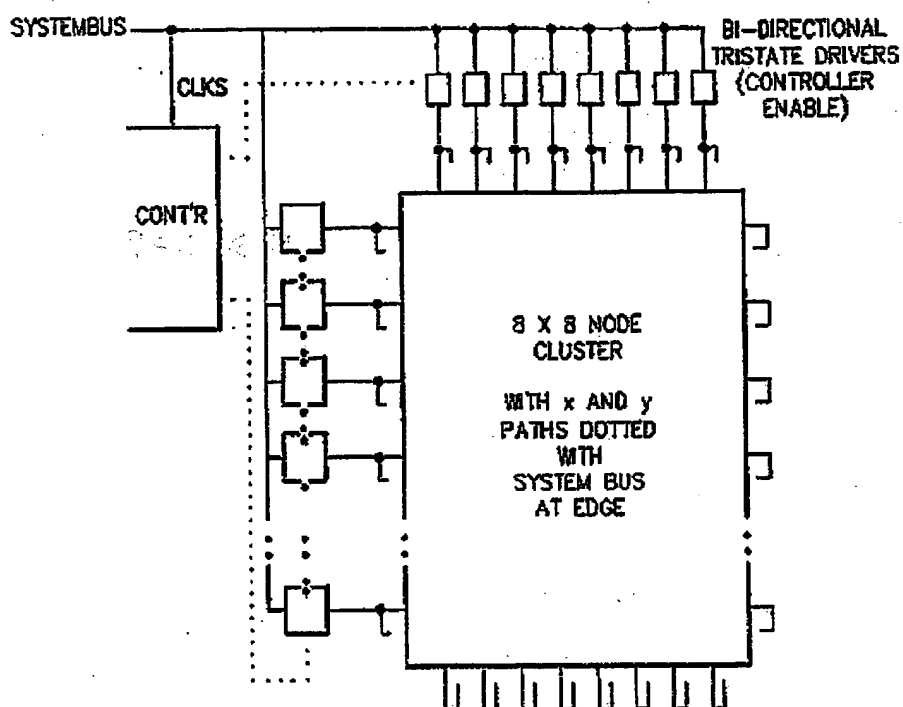 SYSTEMBUS
BI-DIRECTIONAL
TRISTATE DRIVERS
(CONTROLLER
ENABLE)
CLKS
CONT'R
8 X 8 NODE
CLUSTER
WITH x AND y
PATHS DOTTED
WITH
SYSTEM BUS
AT EDGE